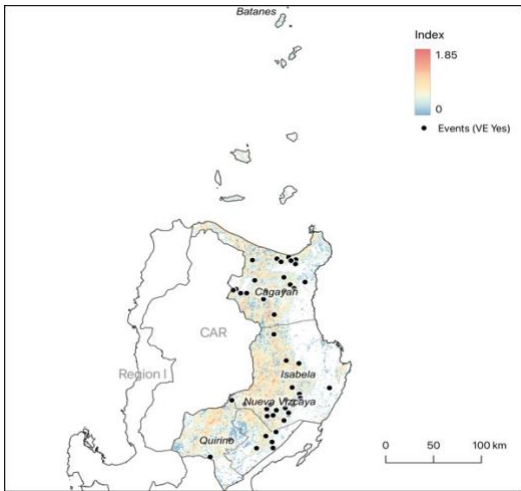 Batanes
Index
1.85
0
Events (VE Yes)
Cagayan
CAR
Region I
Isabela
Nueva Vizcaya
Quirino
0 50 100 km